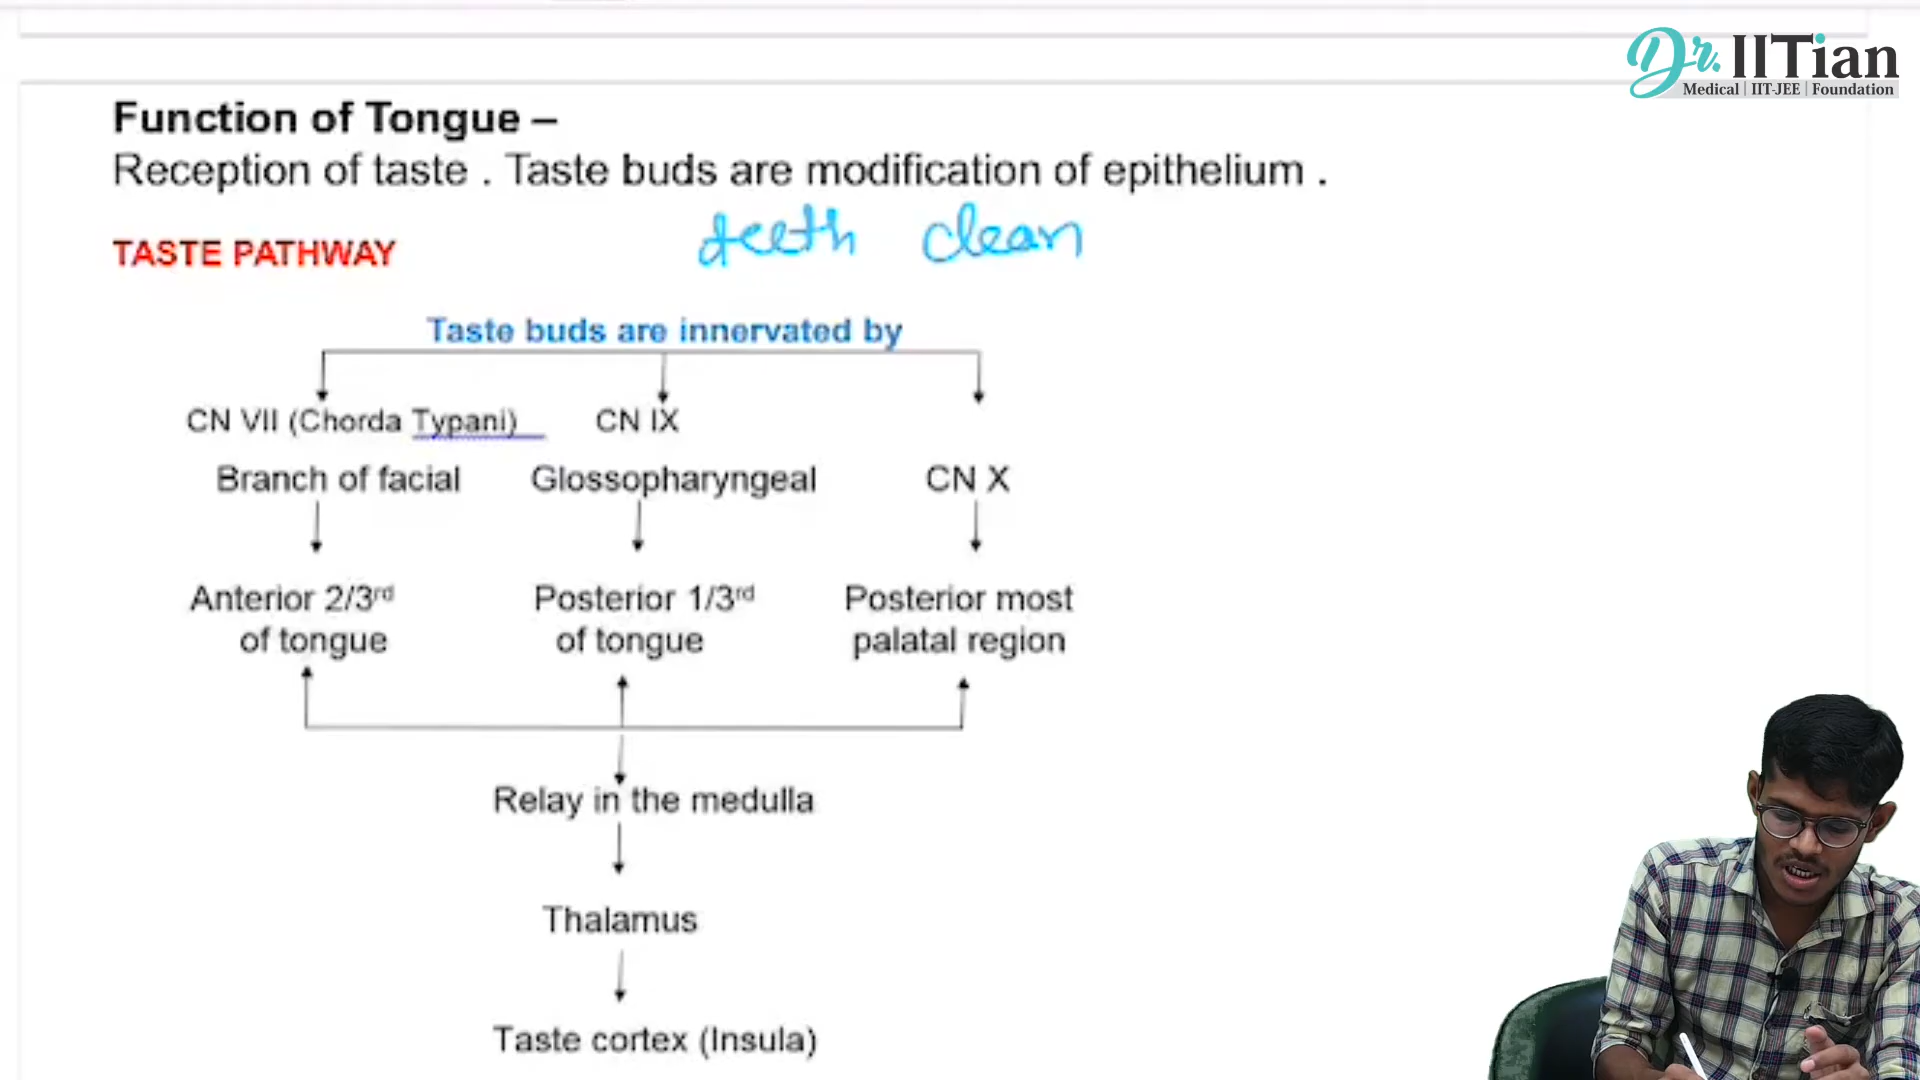 Dr. IITian
Medical | IIT-JEE | Foundation
Function of Tongue –
Reception of taste . Taste buds are modification of epithelium .
teeth clean
TASTE PATHWAY
Taste buds are innervated by
CN VII (Chorda Typani) CN IX
Branch of facial Glossopharyngeal CN X
Anterior 2/3rd Posterior 1/3rd Posterior most
of tongue of tongue palatal region
Relay in the medulla
Thalamus
Taste cortex (Insula)